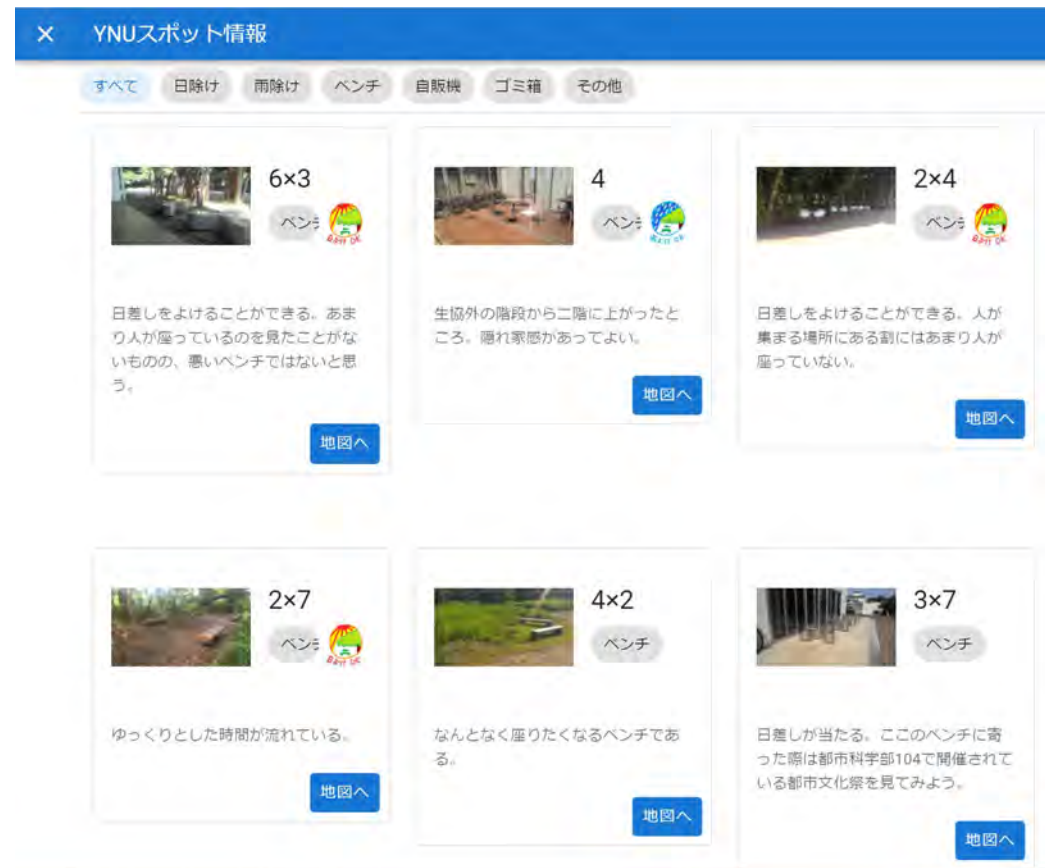 × YNUスポット情報
すべて 日除け 雨除け ベンチ 自販機 ゴミ箱 その他
6×3
ベンチ
日差しをよけることができる。あま
り人が座っているのを見たことがな
いものの、悪いベンチではないと思
う。
地図へ
4
ベンチ
生協外の階段から二階に上がったと
ころ。隠れ家感があってよい。
地図へ
2×4
ベンチ
日差しをよけることができる。人が
集まる場所にある割にはあまり人が
座っていない。
地図へ
2×7
ベンチ
ゆっくりとした時間が流れている。
地図へ
4×2
ベンチ
なんとなく座りたくなるベンチであ
る。
地図へ
3×7
ベンチ
日差しが当たる。ここのベンチに寄
った際は都市科学部104で開催されて
いる都市文化祭を見てみよう。
地図へ